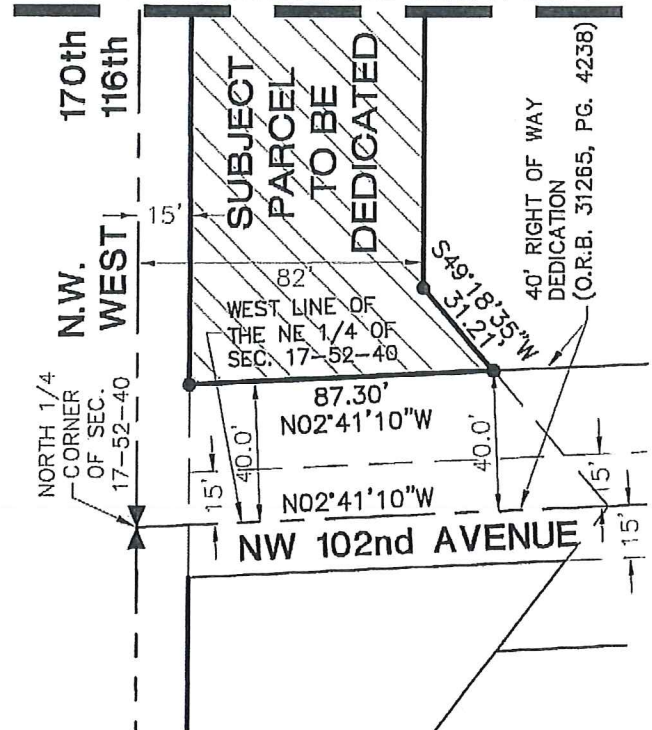 170th
116th
N.W.
WEST
15'
SUBJECT
PARCEL
TO BE
DEDICATED
82'
WEST LINE OF
THE NE 1/4 OF
SEC. 17-52-40
S49°18'35"W
31.21'
40' RIGHT OF WAY
DEDICATION
(O.R.B. 31265, PG. 4238)
NORTH 1/4
CORNER
OF SEC.
17-52-40
87.30'
N02°41'10"W
15'
40.0'
40.0'
15'
N02°41'10"W
NW 102nd AVENUE
15'